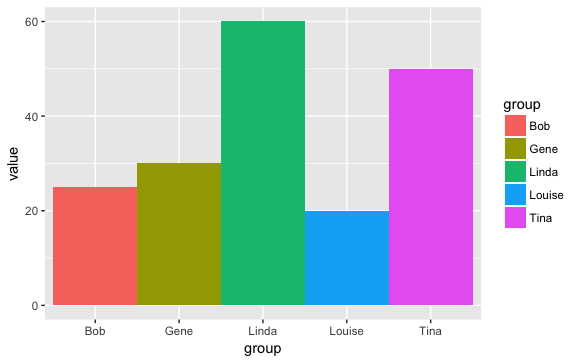 60
40
20
0
value
Bob Gene Linda Louise Tina
group
group
Bob
Gene
Linda
Louise
Tina